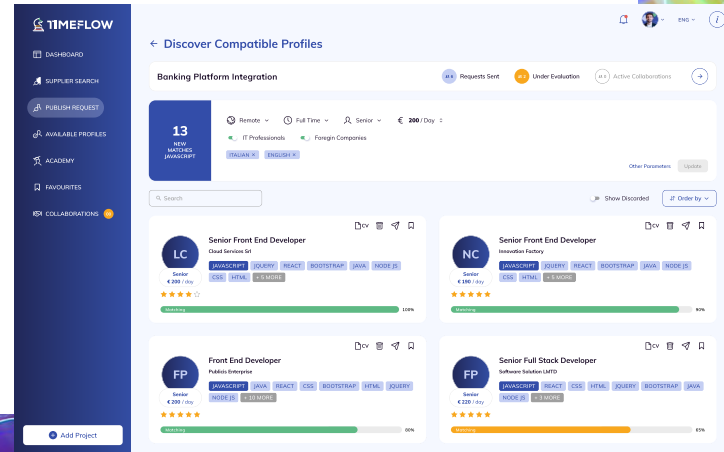 TIMEFLOW
DASHBOARD
SUPPLIER SEARCH
PUBLISH REQUEST
AVAILABLE PROFILES
ACADEMY
FAVOURITES
COLLABORATIONS
Add Project
ENG
i
← Discover Compatible Profiles
Banking Platform Integration
Requests Sent
Under Evaluation
Active Collaborations
13
NEW
MATCHES
JAVASCRIPT
Remote
Full Time
Senior
€ 200 / Day
IT Professionals
Foregin Companies
ITALIAN ×
ENGLISH ×
Other Parameters
Update
Search
Show Discarded
Order by
CV
LC
Senior
€ 200 / day
Senior Front End Developer
Cloud Services Srl
JAVASCRIPT JQUERY REACT BOOTSTRAP JAVA NODE JS
CSS HTML + 5 MORE
Matching
100%
CV
NC
Senior
€ 190 / day
Senior Front End Developer
Innovation Factory
JAVASCRIPT JQUERY REACT BOOTSTRAP JAVA NODE JS
CSS HTML + 5 MORE
Matching
90%
CV
FP
Senior
€ 200 / day
Front End Developer
Publicis Enterprise
JAVASCRIPT JAVA REACT CSS BOOTSTRAP HTML JQUERY
NODE JS + 10 MORE
Matching
80%
CV
FP
Senior
€ 220 / day
Senior Full Stack Developer
Software Solution LMTD
JAVASCRIPT REACT CSS HTML JQUERY BOOTSTRAP JAVA
NODE JS + 3 MORE
Matching
65%